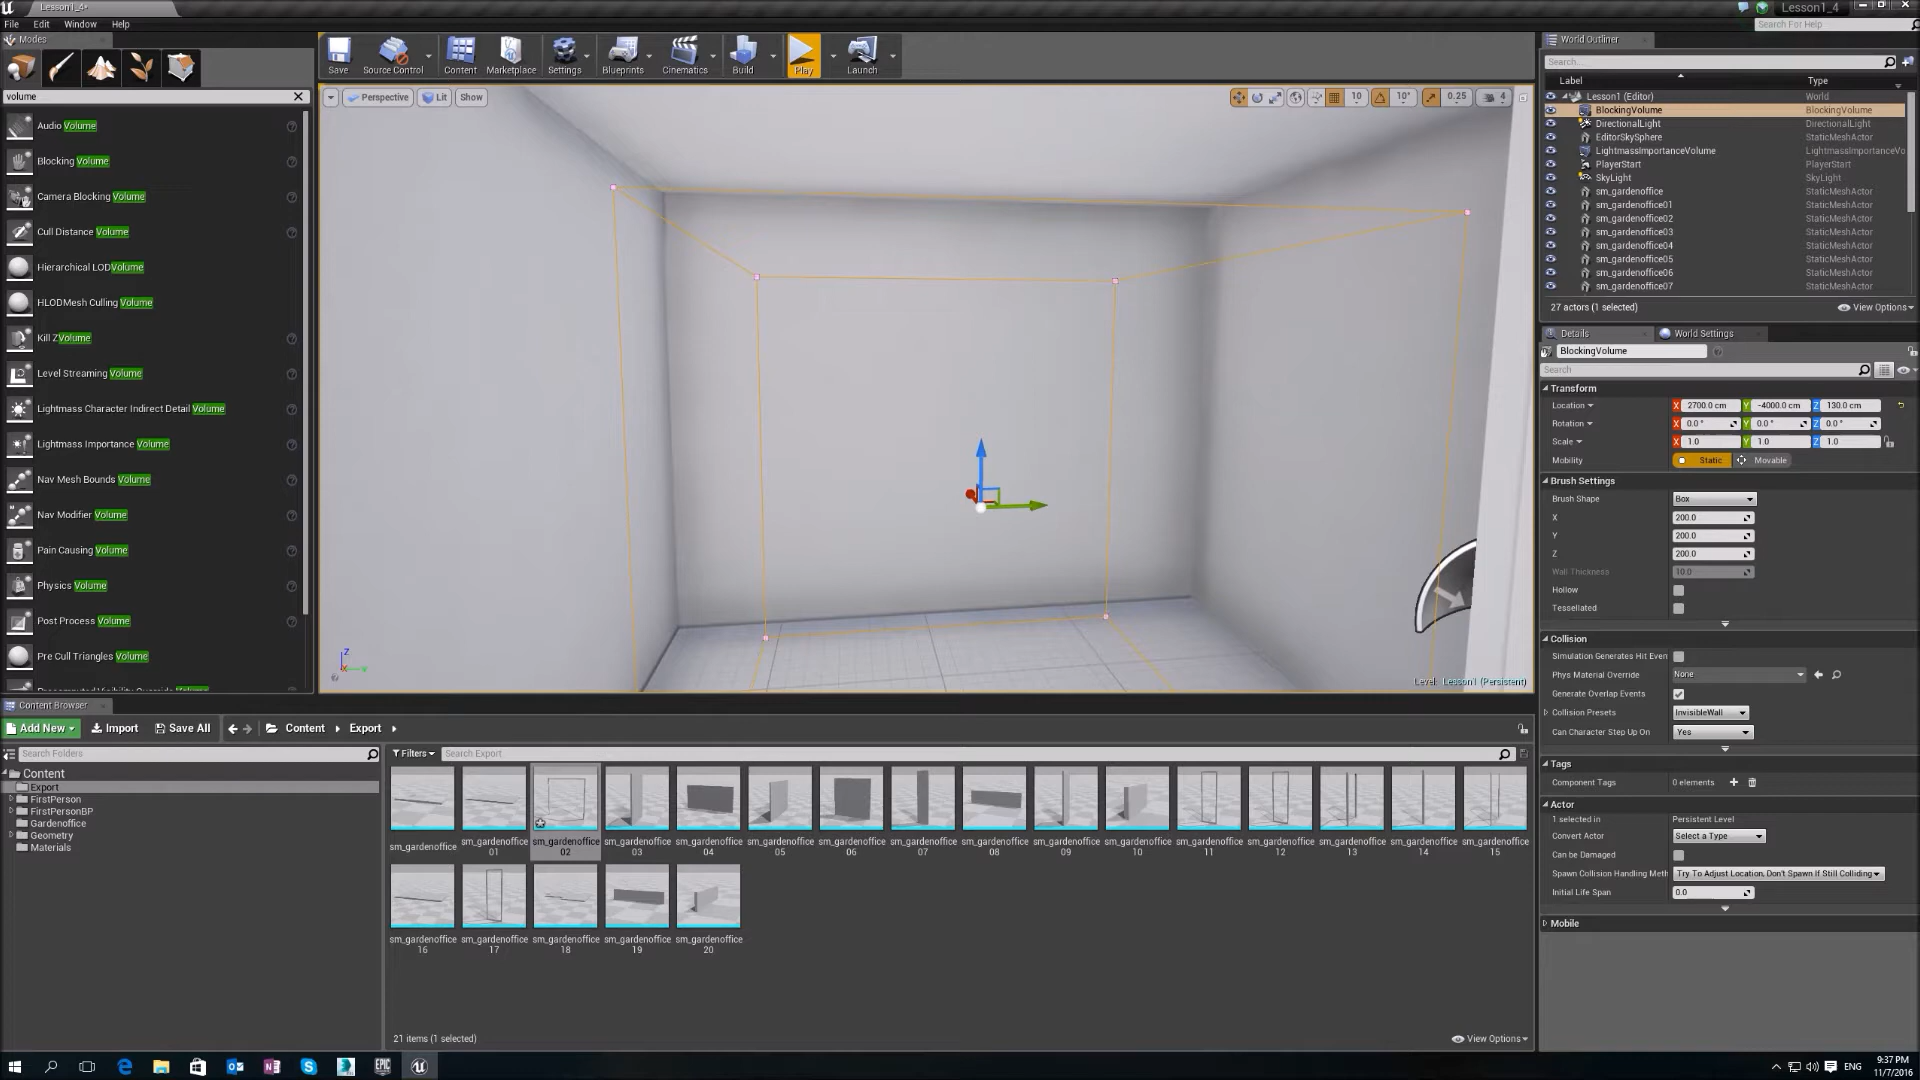 Lesson1_4*
Lesson1_4
File Edit Window Help
Search For Help
Modes
volume
Audio Volume
Blocking Volume
Camera Blocking Volume
Cull Distance Volume
Hierarchical LODVolume
HLODMesh Culling Volume
Kill ZVolume
Level Streaming Volume
Lightmass Character Indirect Detail Volume
Lightmass Importance Volume
Nav Mesh Bounds Volume
Nav Modifier Volume
Pain Causing Volume
Physics Volume
Post Process Volume
Pre Cull Triangles Volume
Precomputed Visibility Override Volume
Save Source Control Content Marketplace Settings Blueprints Cinematics Build Play Launch
Perspective Lit Show
10 10° 0.25 4
Z
Level: Lesson1 (Persistent)
World Outliner
Search...
Label Type
Lesson1 (Editor) World
BlockingVolume BlockingVolume
DirectionalLight DirectionalLight
EditorSkySphere StaticMeshActor
LightmassImportanceVolume LightmassImportanceVo
PlayerStart PlayerStart
SkyLight SkyLight
sm_gardenoffice StaticMeshActor
sm_gardenoffice01 StaticMeshActor
sm_gardenoffice02 StaticMeshActor
sm_gardenoffice03 StaticMeshActor
sm_gardenoffice04 StaticMeshActor
sm_gardenoffice05 StaticMeshActor
sm_gardenoffice06 StaticMeshActor
sm_gardenoffice07 StaticMeshActor
27 actors (1 selected) View Options
Details World Settings
BlockingVolume
Search
Transform
Location X 2700.0 cm Y -4000.0 cm Z 130.0 cm
Rotation X 0.0 ° Y 0.0 ° Z 0.0 °
Scale X 1.0 Y 1.0 Z 1.0
Mobility Static Movable
Brush Settings
Brush Shape Box
X 200.0
Y 200.0
Z 200.0
Wall Thickness 10.0
Hollow
Tessellated
Collision
Simulation Generates Hit Even
Phys Material Override None
Generate Overlap Events
Collision Presets InvisibleWall
Can Character Step Up On Yes
Tags
Component Tags 0 elements
Actor
1 selected in Persistent Level
Convert Actor Select a Type
Can be Damaged
Spawn Collision Handling Meth Try To Adjust Location, Don't Spawn If Still Colliding
Initial Life Span 0.0
Mobile
Content Browser
Add New Import Save All Content Export
Search Folders
Content
Export
FirstPerson
FirstPersonBP
Gardenoffice
Geometry
Materials
Filters Search Export
sm_gardenoffice
sm_gardenoffice 01
sm_gardenoffice 02
sm_gardenoffice 03
sm_gardenoffice 04
sm_gardenoffice 05
sm_gardenoffice 06
sm_gardenoffice 07
sm_gardenoffice 08
sm_gardenoffice 09
sm_gardenoffice 10
sm_gardenoffice 11
sm_gardenoffice 12
sm_gardenoffice 13
sm_gardenoffice 14
sm_gardenoffice 15
sm_gardenoffice 16
sm_gardenoffice 17
sm_gardenoffice 18
sm_gardenoffice 19
sm_gardenoffice 20
21 items (1 selected) View Options
EPIC
ENG
9:37 PM
11/7/2016